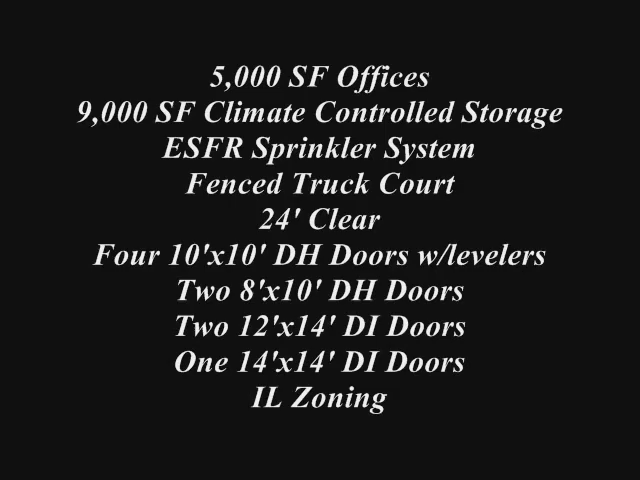 5,000 SF Offices
9,000 SF Climate Controlled Storage
ESFR Sprinkler System
Fenced Truck Court
24' Clear
Four 10'x10' DH Doors w/levelers
Two 8'x10' DH Doors
Two 12'x14' DI Doors
One 14'x14' DI Doors
IL Zoning